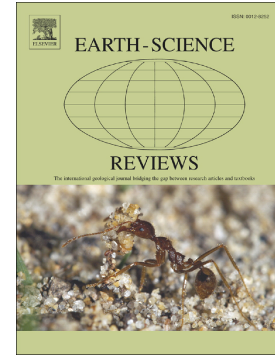 ISSN: 0012-8252
ELSEVIER
EARTH-SCIENCE
REVIEWS
The international geological journal bridging the gap between research articles and textbooks